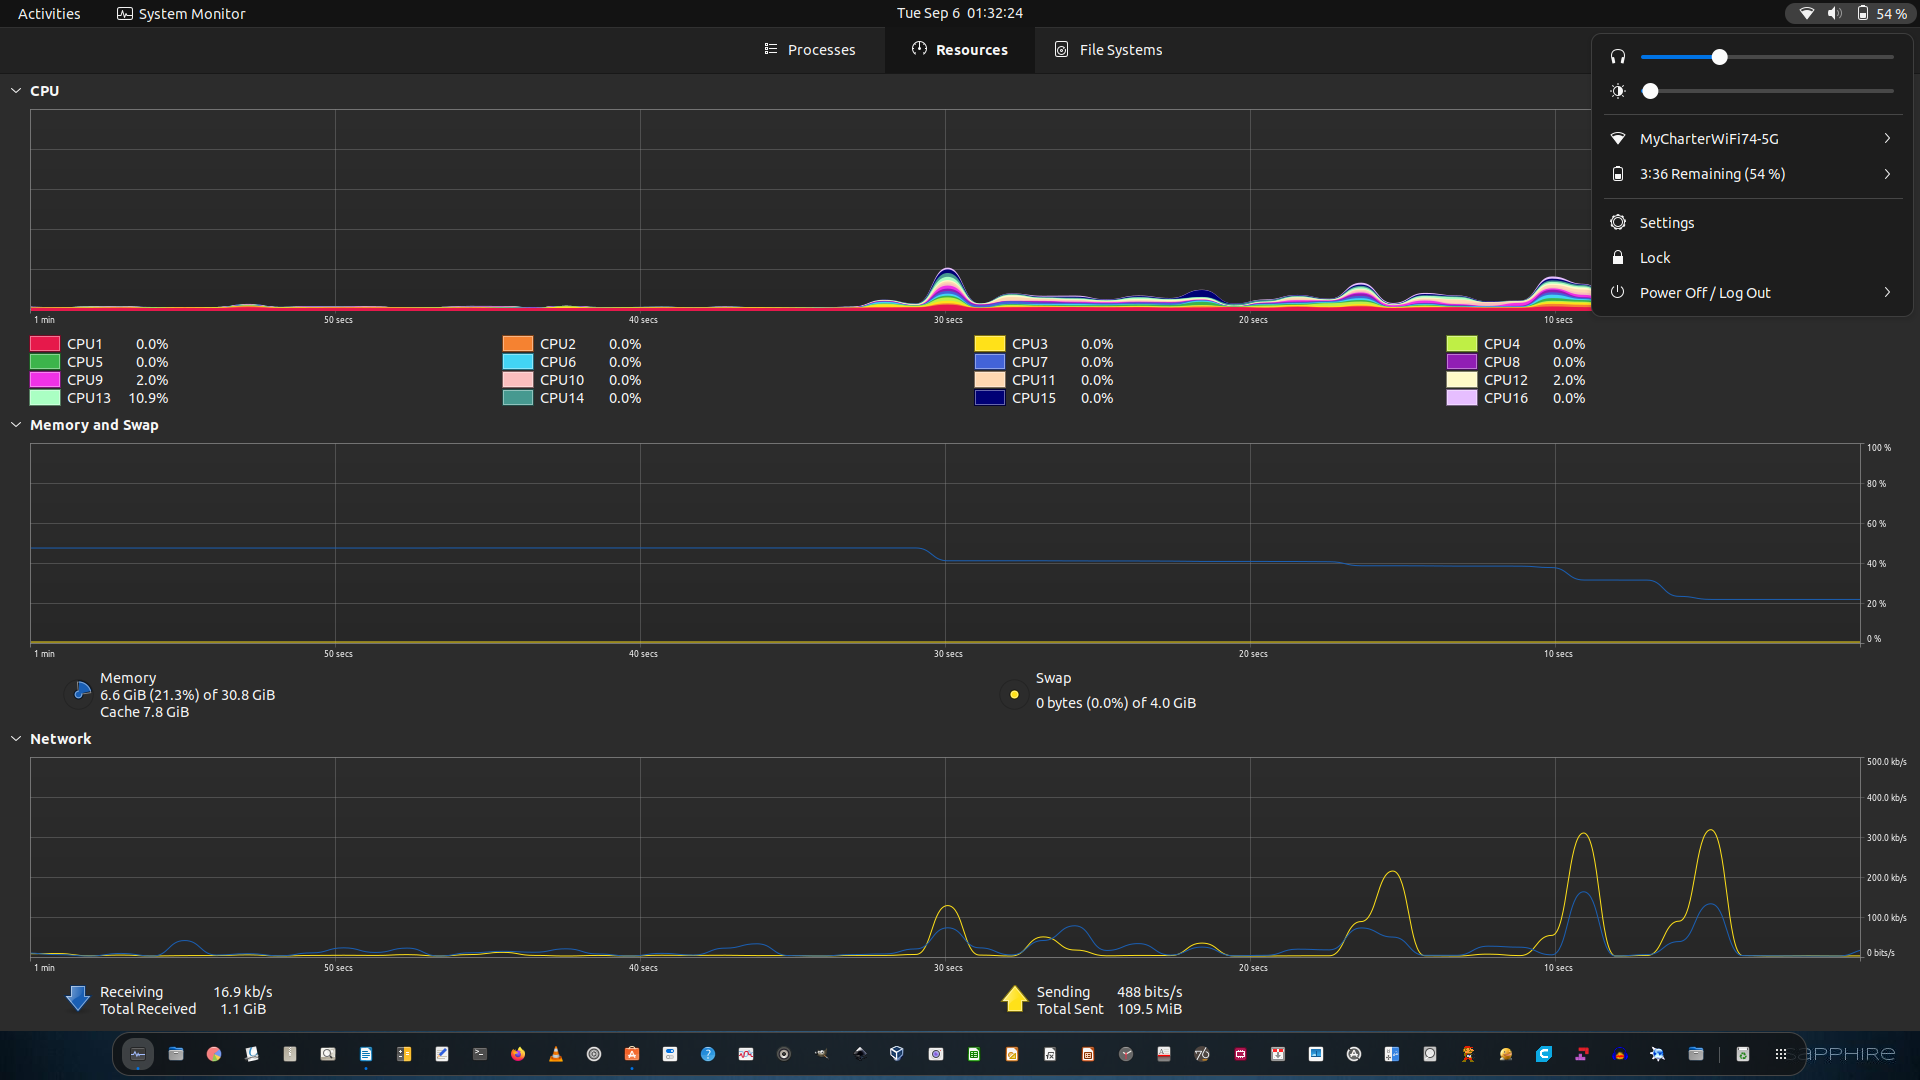 Activities
System Monitor
Tue Sep 6 01:32:24
54 %
Processes
Resources
File Systems
CPU
1 min
50 secs
40 secs
30 secs
20 secs
10 secs
MyCharterWiFi74-5G
3:36 Remaining (54 %)
Settings
Lock
Power Off / Log Out
CPU1 0.0%
CPU2 0.0%
CPU3 0.0%
CPU4 0.0%
CPU5 0.0%
CPU6 0.0%
CPU7 0.0%
CPU8 0.0%
CPU9 2.0%
CPU10 0.0%
CPU11 0.0%
CPU12 2.0%
CPU13 10.9%
CPU14 0.0%
CPU15 0.0%
CPU16 0.0%
Memory and Swap
100 %
80 %
60 %
40 %
20 %
0 %
1 min
50 secs
40 secs
30 secs
20 secs
10 secs
Memory
6.6 GiB (21.3%) of 30.8 GiB
Cache 7.8 GiB
Swap
0 bytes (0.0%) of 4.0 GiB
Network
500.0 kb/s
400.0 kb/s
300.0 kb/s
200.0 kb/s
100.0 kb/s
0 bits/s
1 min
50 secs
40 secs
30 secs
20 secs
10 secs
Receiving 16.9 kb/s
Total Received 1.1 GiB
Sending 488 bits/s
Total Sent 109.5 MiB
76
SAPPHIRE